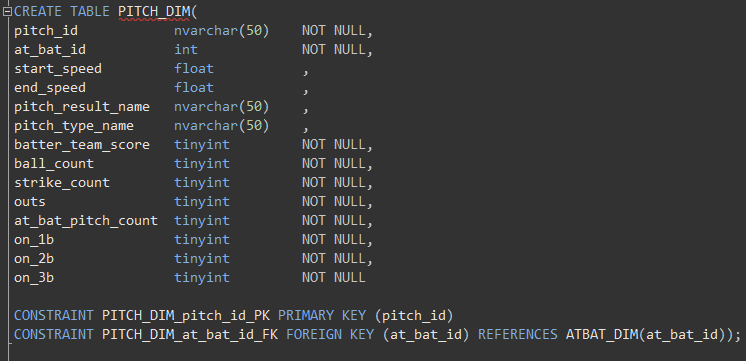 CREATE TABLE PITCH_DIM(
pitch_id nvarchar(50) NOT NULL,
at_bat_id int NOT NULL,
start_speed float ,
end_speed float ,
pitch_result_name nvarchar(50) ,
pitch_type_name nvarchar(50) ,
batter_team_score tinyint NOT NULL,
ball_count tinyint NOT NULL,
strike_count tinyint NOT NULL,
outs tinyint NOT NULL,
at_bat_pitch_count tinyint NOT NULL,
on_1b tinyint NOT NULL,
on_2b tinyint NOT NULL,
on_3b tinyint NOT NULL
CONSTRAINT PITCH_DIM_pitch_id_PK PRIMARY KEY (pitch_id)
CONSTRAINT PITCH_DIM_at_bat_id_FK FOREIGN KEY (at_bat_id) REFERENCES ATBAT_DIM(at_bat_id));